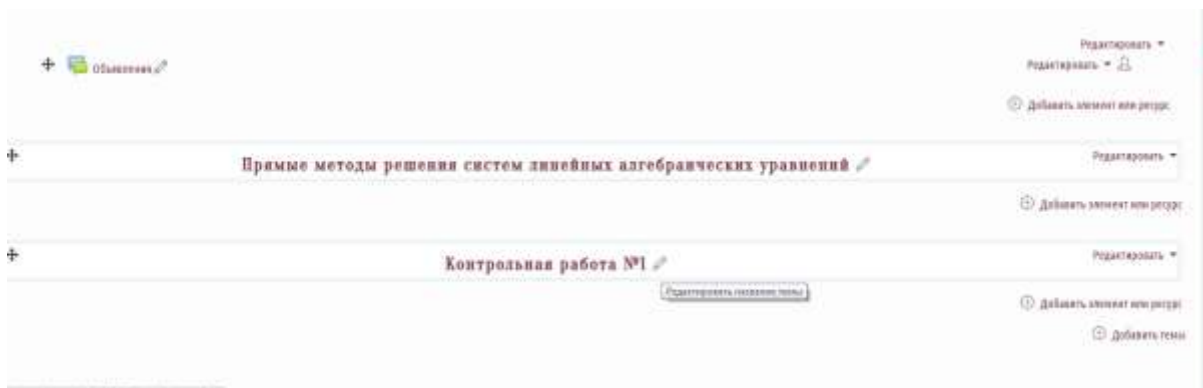 Редактировать
Объявления
Редактировать
Добавить элемент или ресурс
Прямые методы решения систем линейных алгебраических уравнений
Редактировать
Добавить элемент или ресурс
Контрольная работа №1
Редактировать
Редактировать название темы
Добавить элемент или ресурс
Добавить темы